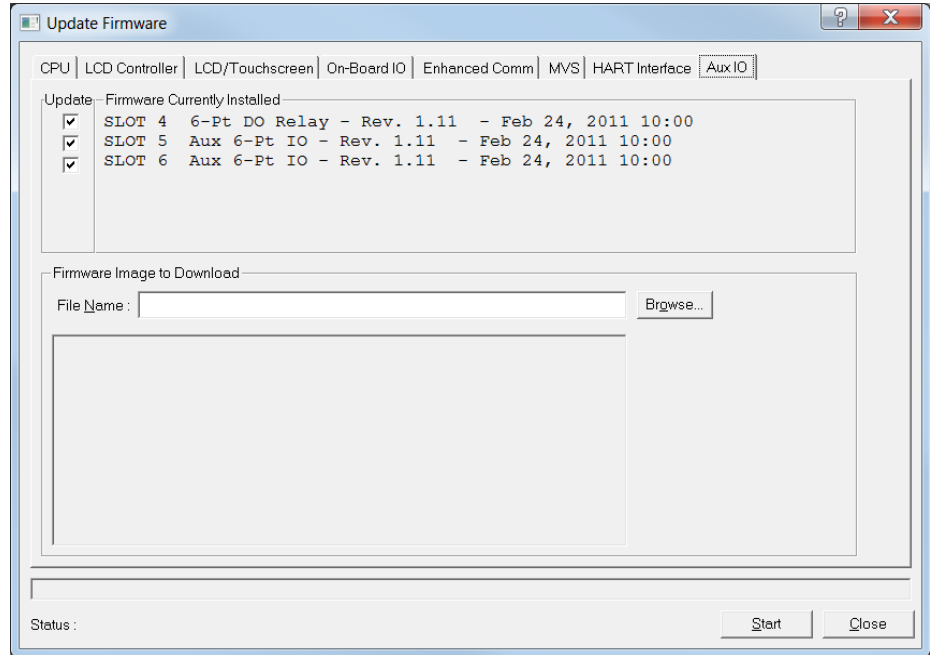 Update Firmware
CPU LCD Controller LCD/Touchscreen On-Board IO Enhanced Comm MVS HART Interface Aux IO
Update Firmware Currently Installed
SLOT 4 6-Pt DO Relay - Rev. 1.11 - Feb 24, 2011 10:00
SLOT 5 Aux 6-Pt IO - Rev. 1.11 - Feb 24, 2011 10:00
SLOT 6 Aux 6-Pt IO - Rev. 1.11 - Feb 24, 2011 10:00
Firmware Image to Download
File Name : Browse...
Status : Start Close